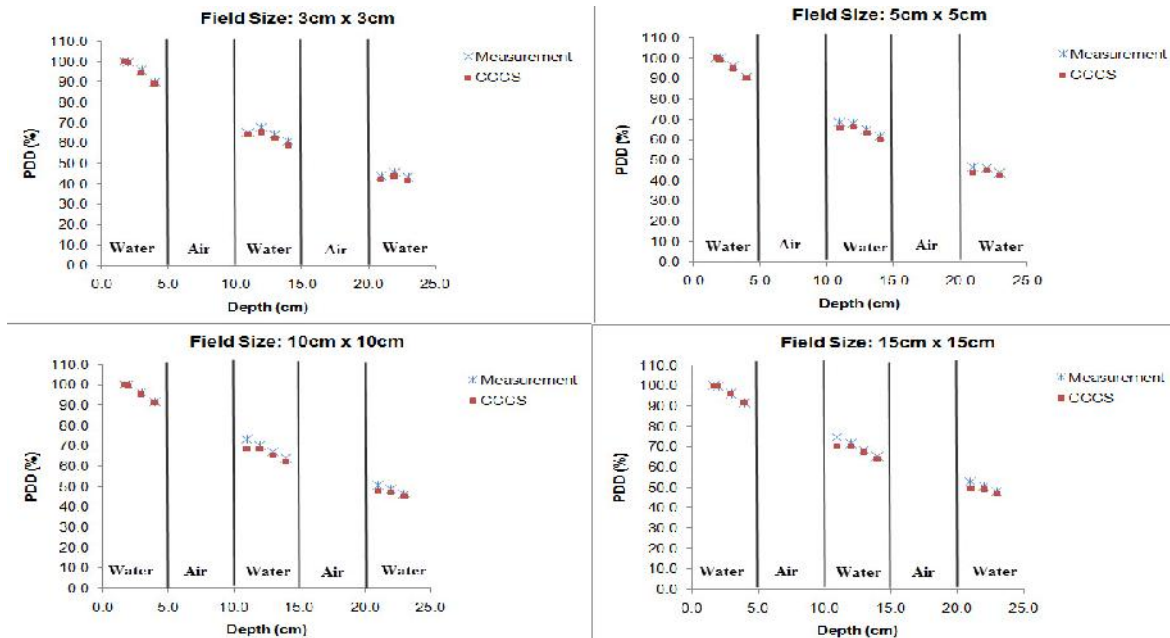 Field Size: 3cm x 3cm
110.0
100.0
90.0
80.0
70.0
60.0
50.0
40.0
30.0
20.0
10.0
0.0
PDD (%)
Water Air Water Air Water
0.0 5.0 10.0 15.0 20.0 25.0
Depth (cm)
Measurement
CCCS
Field Size: 5cm x 5cm
110.0
100.0
90.0
80.0
70.0
60.0
50.0
40.0
30.0
20.0
10.0
0.0
PDD (%)
Water Air Water Air Water
0.0 5.0 10.0 15.0 20.0 25.0
Depth (cm)
Measurement
CCCS
Field Size: 10cm x 10cm
110.0
100.0
90.0
80.0
70.0
60.0
50.0
40.0
30.0
20.0
10.0
0.0
PDD (%)
Water Air Water Air Water
0.0 5.0 10.0 15.0 20.0 25.0
Depth (cm)
Measurement
CCCS
Field Size: 15cm x 15cm
110.0
100.0
90.0
80.0
70.0
60.0
50.0
40.0
30.0
20.0
10.0
0.0
PDD (%)
Water Air Water Air Water
0.0 5.0 10.0 15.0 20.0 25.0
Depth (cm)
Measurement
CCCS